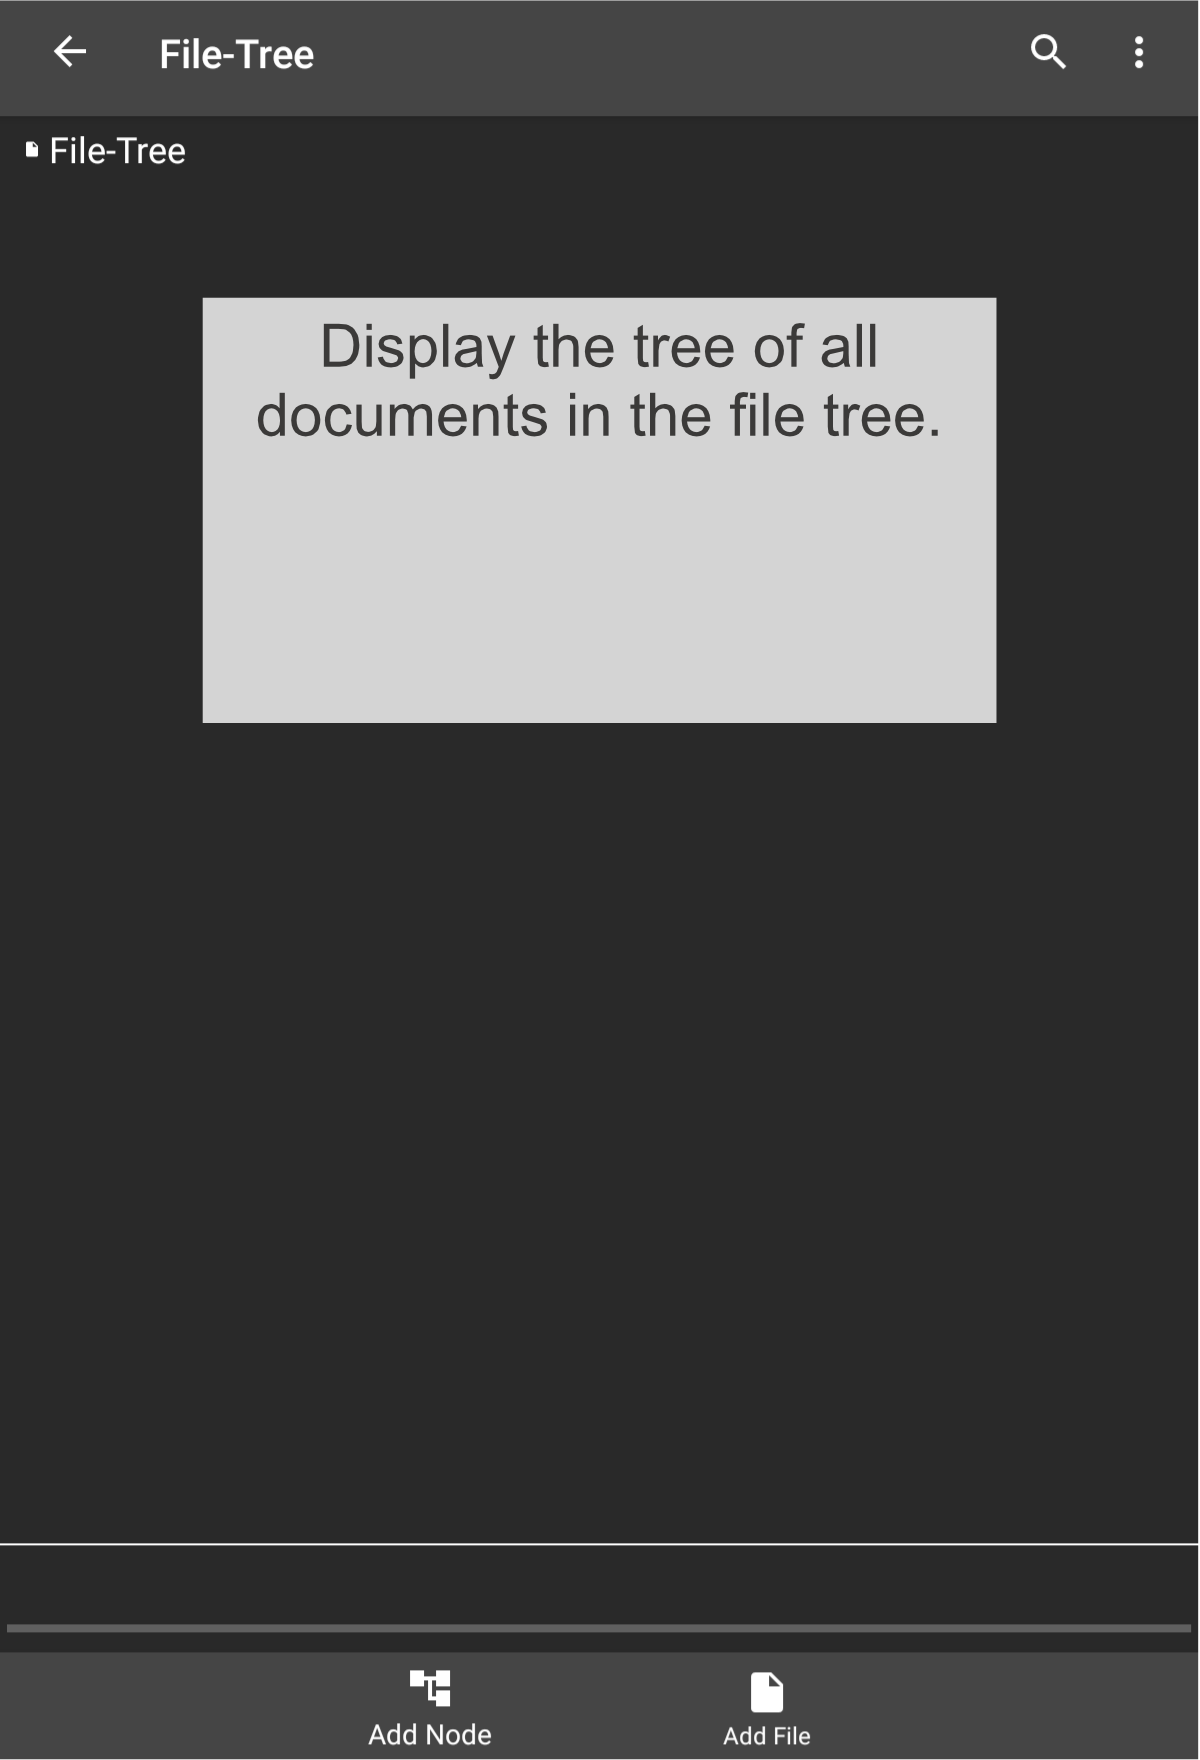 File-Tree
File-Tree
Display the tree of all
documents in the file tree.
Add Node
Add File